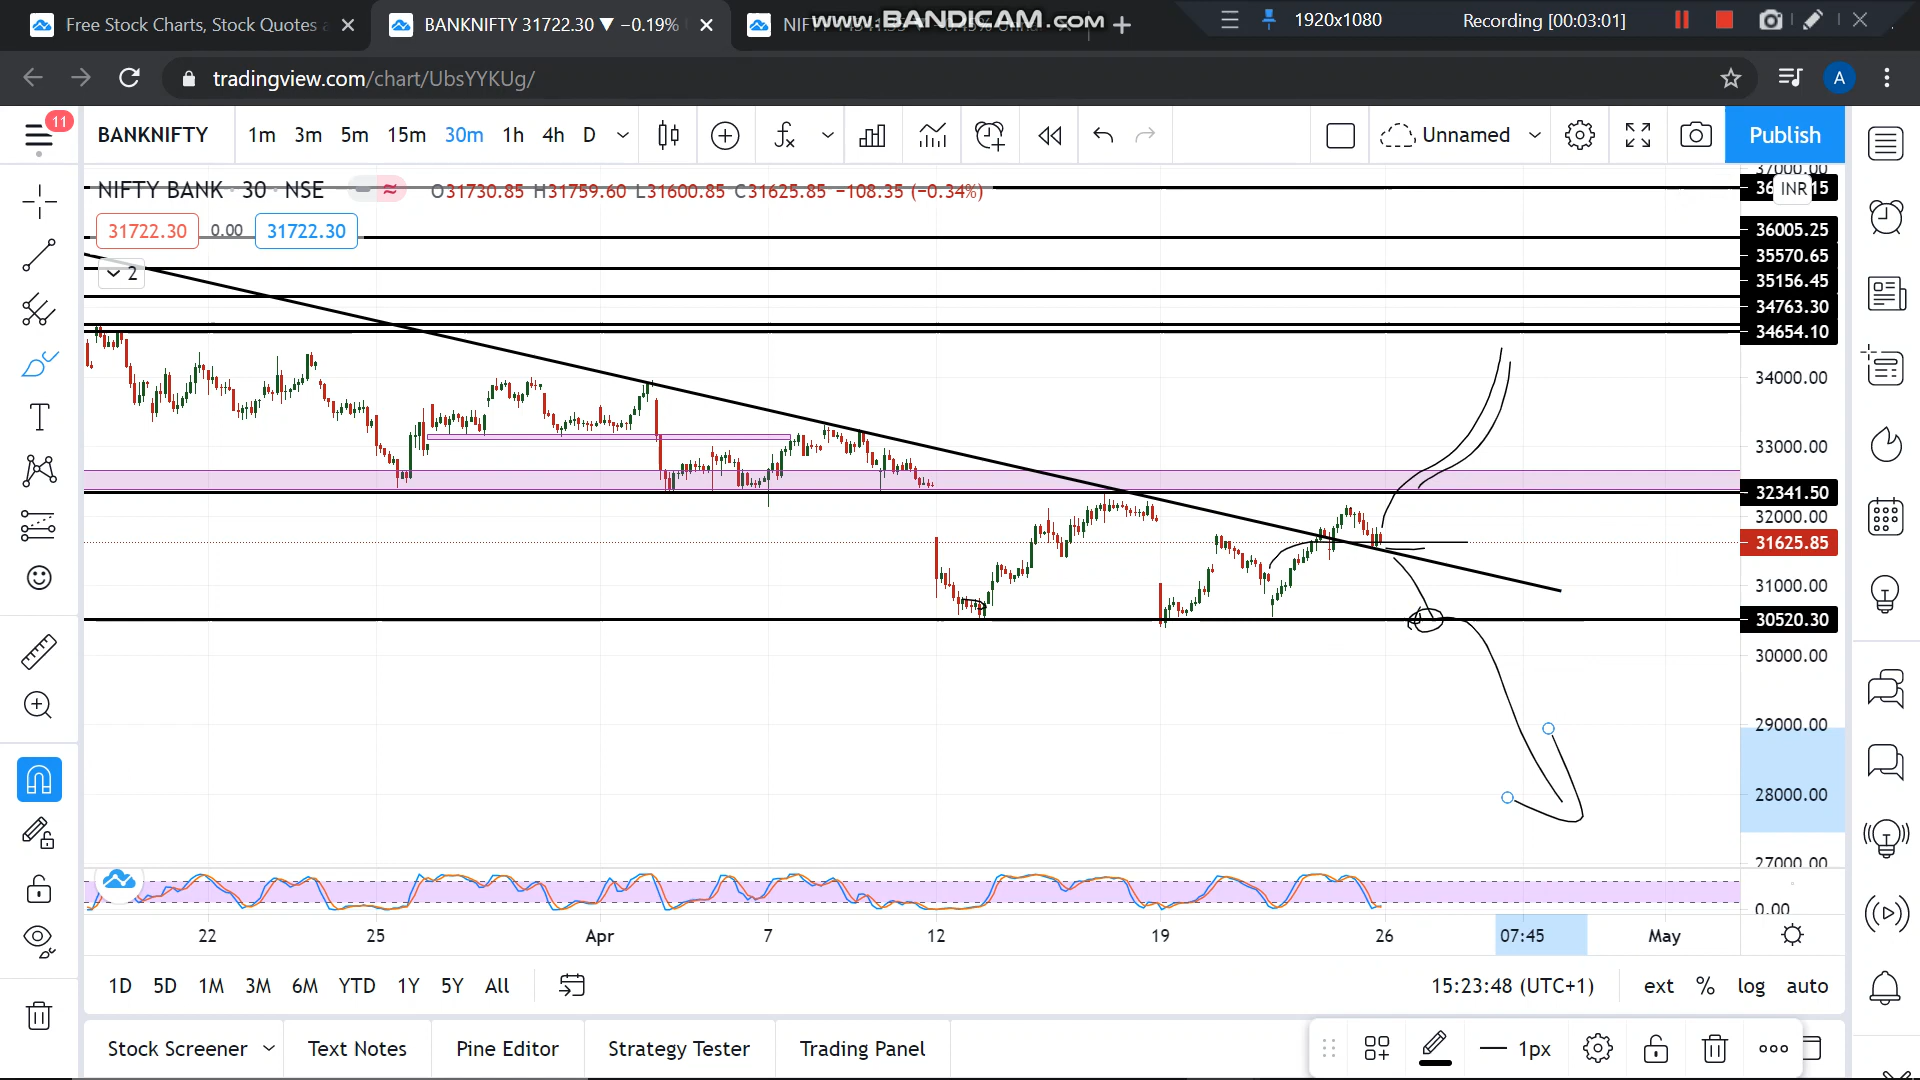 Free Stock Charts, Stock Quotes a
BANKNIFTY 31722.30 ▼ −0.19%
www.BANDICAM.com
1920x1080
Recording [00:03:01]
tradingview.com/chart/UbsYYKUg/
A
11
BANKNIFTY
1m 3m 5m 15m 30m 1h 4h D
Unnamed
Publish
NIFTY BANK · 30 · NSE
O31730.85 H31759.60 L31600.85 C31625.85 −108.35 (−0.34%)
31722.30 0.00 31722.30
2
37000.00
INR
36005.25
35570.65
35156.45
34763.30
34654.10
34000.00
33000.00
32341.50
32000.00
31625.85
31000.00
30520.30
30000.00
29000.00
28000.00
27000.00
0.00
22 25 Apr 7 12 19 26 07:45 May
1D 5D 1M 3M 6M YTD 1Y 5Y All
15:23:48 (UTC+1) ext % log auto
Stock Screener Text Notes Pine Editor Strategy Tester Trading Panel
1px